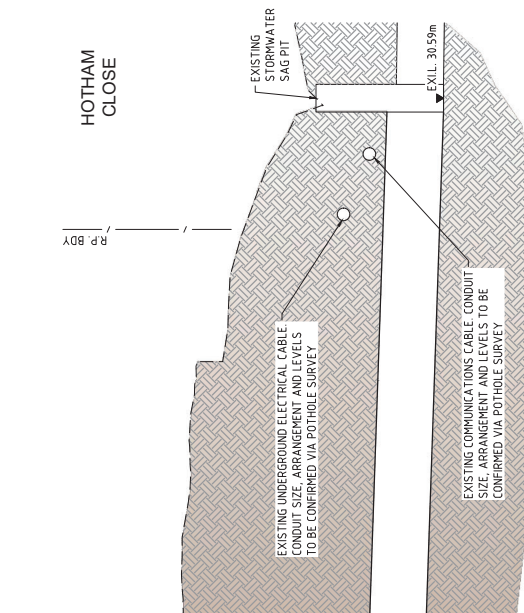 HOTHAM
CLOSE
EXISTING
STORMWATER
SAG PIT
EX.I.L. 30.59m
R.P. BDY
EXISTING UNDERGROUND ELECTRICAL CABLE.
CONDUIT SIZE, ARRANGEMENT AND LEVELS
TO BE CONFIRMED VIA POTHOLE SURVEY
EXISTING COMMUNICATIONS CABLE. CONDUIT
SIZE, ARRANGEMENT AND LEVELS TO BE
CONFIRMED VIA POTHOLE SURVEY